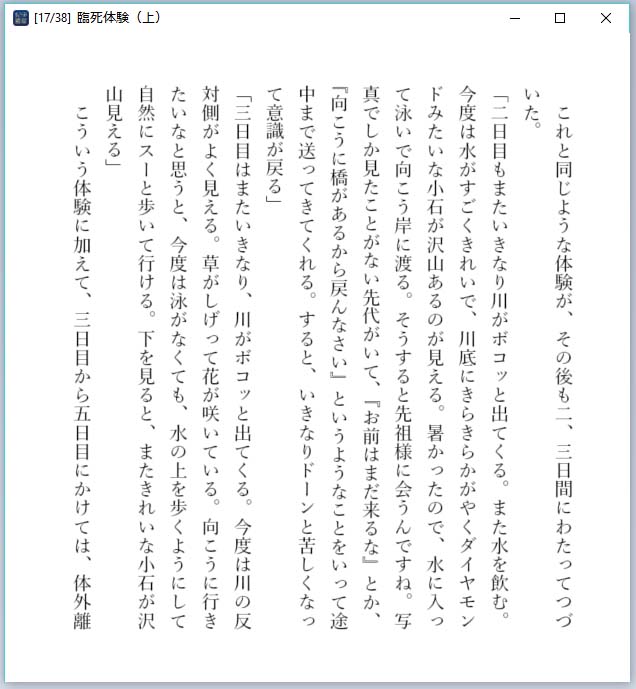 [17/38] 臨死体験（上）
これと同じような体験が、その後も二、三日間にわたってつづ
いた。
「二日目もまたいきなり川がボコッと出てくる。また水を飲む。
今度は水がすごくきれいで、川底にきらきらかがやくダイヤモン
ドみたいな小石が沢山あるのが見える。暑かったので、水に入っ
て泳いで向こう岸に渡る。そうすると先祖様に会うんですね。写
真でしか見たことがない先代がいて、『お前はまだ来るな』とか、
『向こうに橋があるから戻んなさい』というようなことをいって途
中まで送ってきてくれる。すると、いきなりドーンと苦しくなっ
て意識が戻る」
「三日目はまたいきなり、川がボコッと出てくる。今度は川の反
対側がよく見える。草がしげって花が咲いている。向こうに行き
たいなと思うと、今度は泳がなくても、水の上を歩くようにして
自然にスーと歩いて行ける。下を見ると、またきれいな小石が沢
山見える」
こういう体験に加えて、三日目から五日目にかけては、体外離